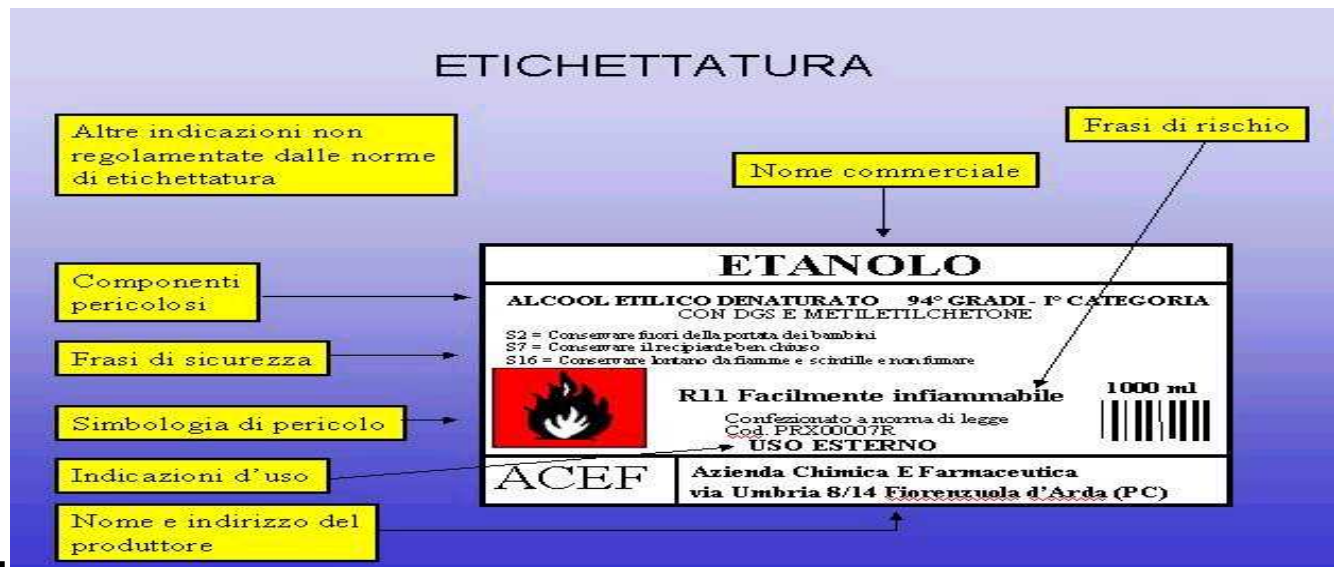 ETICHETTATURA
Altre indicazioni non
regolamentate dalle norme
di etichettatura
Frasi di rischio
Nome commerciale
Componenti
pericolosi
Frasi di sicurezza
Simbologia di pericolo
Indicazioni d'uso
Nome e indirizzo del
produttore
ETANOLO
ALCOOL ETILICO DENATURATO 94° GRADI - I° CATEGORIA
CON DGS E METILETILCHETONE
S2 = Conservare fuori della portata dei bambini
S7 = Conservare il recipiente ben chiuso
S16 = Conservare lontano da fiamme e scintille e non fumare
R11 Facilmente infiammabile
1000 ml
Confezionato a norma di legge
Cod. PRX00007R
USO ESTERNO
ACEF
Azienda Chimica E Farmaceutica
via Umbria 8/14 Fiorenzuola d'Arda (PC)